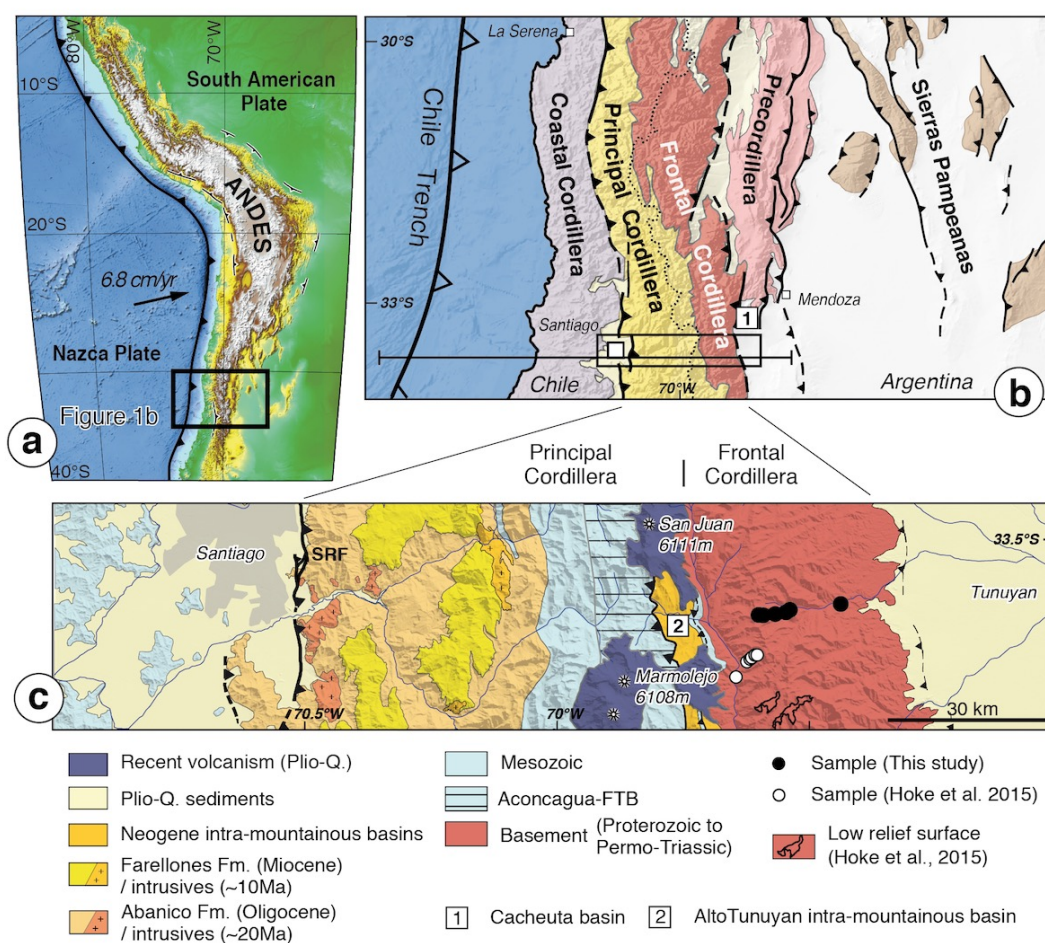 80°W
70°W
10°S
South American
Plate
ANDES
20°S
6.8 cm/yr
Nazca Plate
Figure 1b
a
40°S
30°S
La Serena
Chile Trench
Coastal Cordillera
Principal Cordillera
Frontal Cordillera
Precordillera
Sierras Pampeanas
33°S
Mendoza
1
Santiago
70°W
Chile
Argentina
b
Principal
Cordillera
Frontal
Cordillera
San Juan
6111m
33.5°S
Santiago
SRF
Tunuyan
2
Marmolejo
6108m
c
70.5°W
70°W
30 km
Recent volcanism (Plio-Q.)
Plio-Q. sediments
Neogene intra-mountainous basins
Farellones Fm. (Miocene)
/ intrusives (~10Ma)
Abanico Fm. (Oligocene)
/ intrusives (~20Ma)
Mesozoic
Aconcagua-FTB
Basement (Proterozoic to
Permo-Triassic)
Sample (This study)
Sample (Hoke et al. 2015)
Low relief surface
(Hoke et al., 2015)
1 Cacheuta basin
2 AltoTunuyan intra-mountainous basin